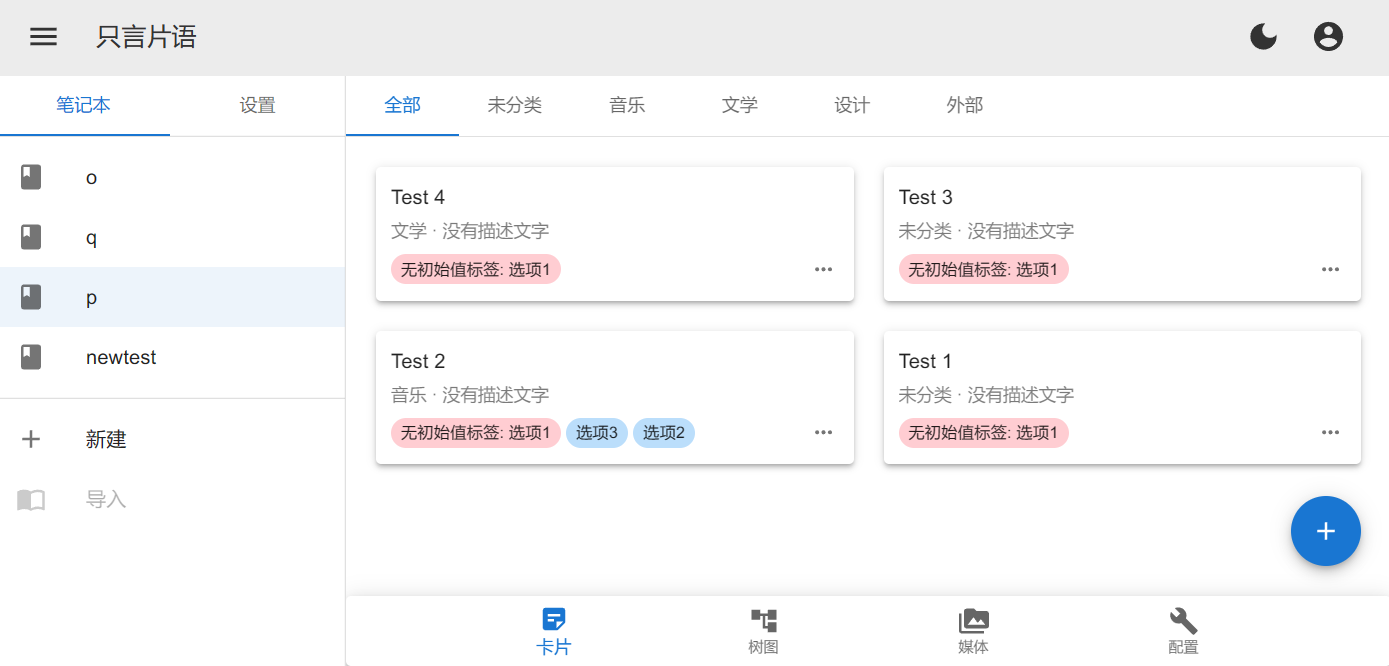 只言片语
笔记本 设置
o
q
p
newtest
新建
导入
全部 未分类 音乐 文学 设计 外部
Test 4
文学 · 没有描述文字
无初始值标签: 选项1
Test 3
未分类 · 没有描述文字
无初始值标签: 选项1
Test 2
音乐 · 没有描述文字
无初始值标签: 选项1 选项3 选项2
Test 1
未分类 · 没有描述文字
无初始值标签: 选项1
卡片 树图 媒体 配置